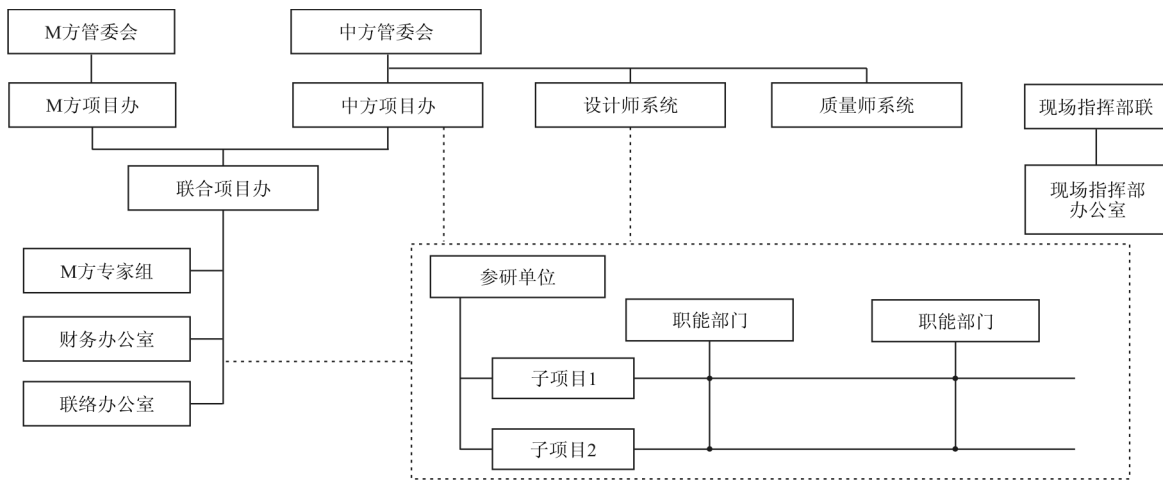 M方管委会
中方管委会
M方项目办
中方项目办
设计师系统
质量师系统
现场指挥部联
联合项目办
现场指挥部
办公室
M方专家组
参研单位
财务办公室
职能部门
职能部门
联络办公室
子项目1
子项目2